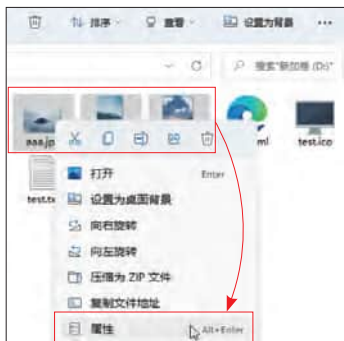 排序 查看 设置为背景 ...
搜索"新加卷 (D:)"
aaa.jp ml test.ico
test.tx
打开 Enter
设置为桌面背景
向右旋转
向左旋转
压缩为 ZIP 文件
复制文件地址
属性 Alt+Enter